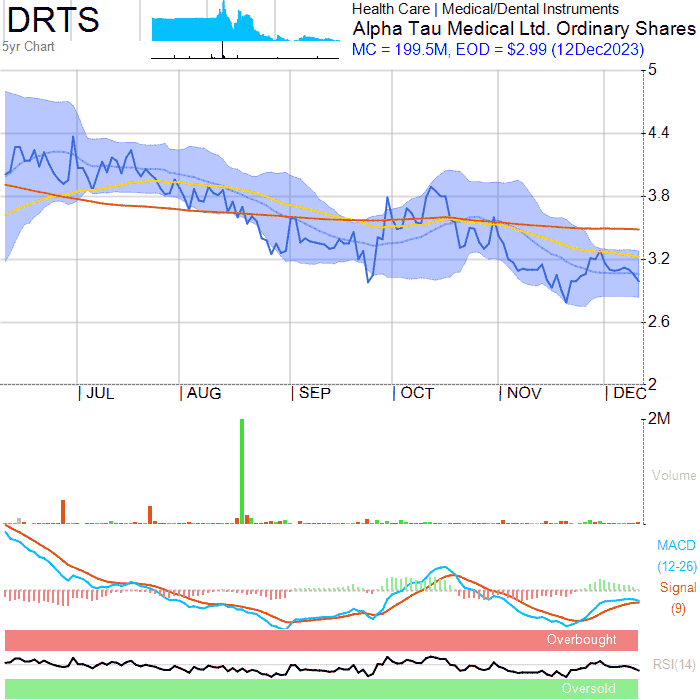 DRTS
5yr Chart
Health Care | Medical/Dental Instruments
Alpha Tau Medical Ltd. Ordinary Shares
MC = 199.5M, EOD = $2.99 (12Dec2023)
5
4.4
3.8
3.2
2.6
2
JUL AUG SEP OCT NOV DEC
2M
Volume
MACD
(12-26)
Signal
(9)
Overbought
RSI(14)
Oversold